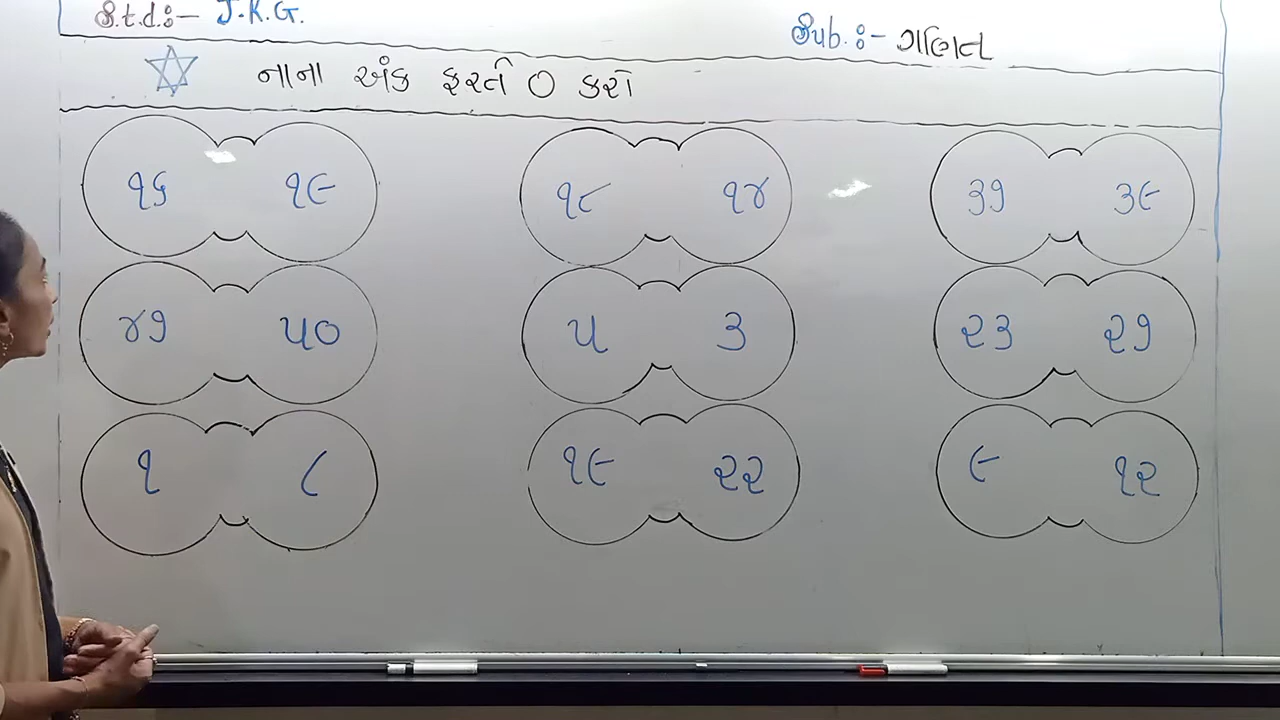 S.t.d.:- J.K.G. Sub.:- ગણિત
નાના અંક ફરતે O કરો
૧૬ ૧૯ ૧૮ ૧૪ ૩૭ ૩૯
૪૭ ૫૦ ૫ ૩ ૨૩ ૨૭
૧ ૮ ૧૯ ૨૨ ૯ ૧૨